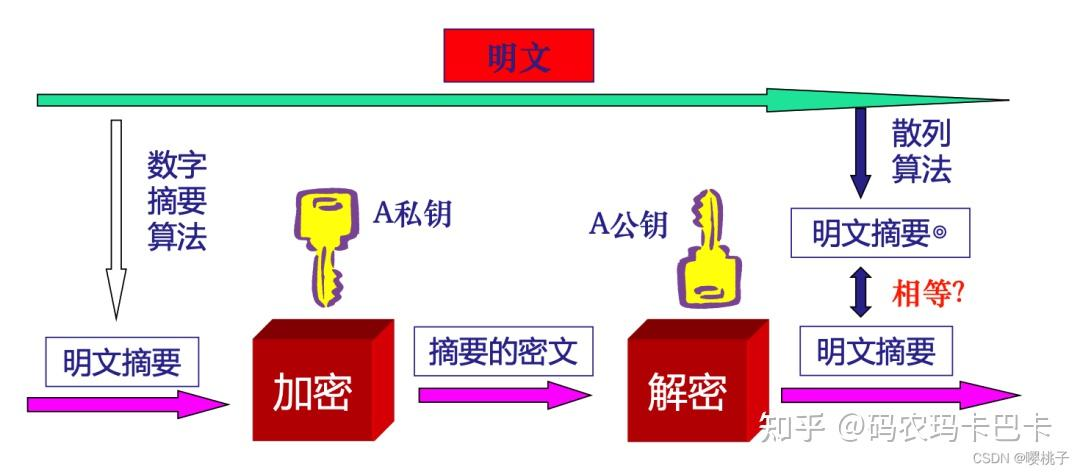 明文
数字
摘要
算法
A私钥
A公钥
散列
算法
明文摘要◎
相等?
明文摘要
加密
摘要的密文
解密
明文摘要
知乎 @码农玛卡巴卡
CSDN @嘤桃子